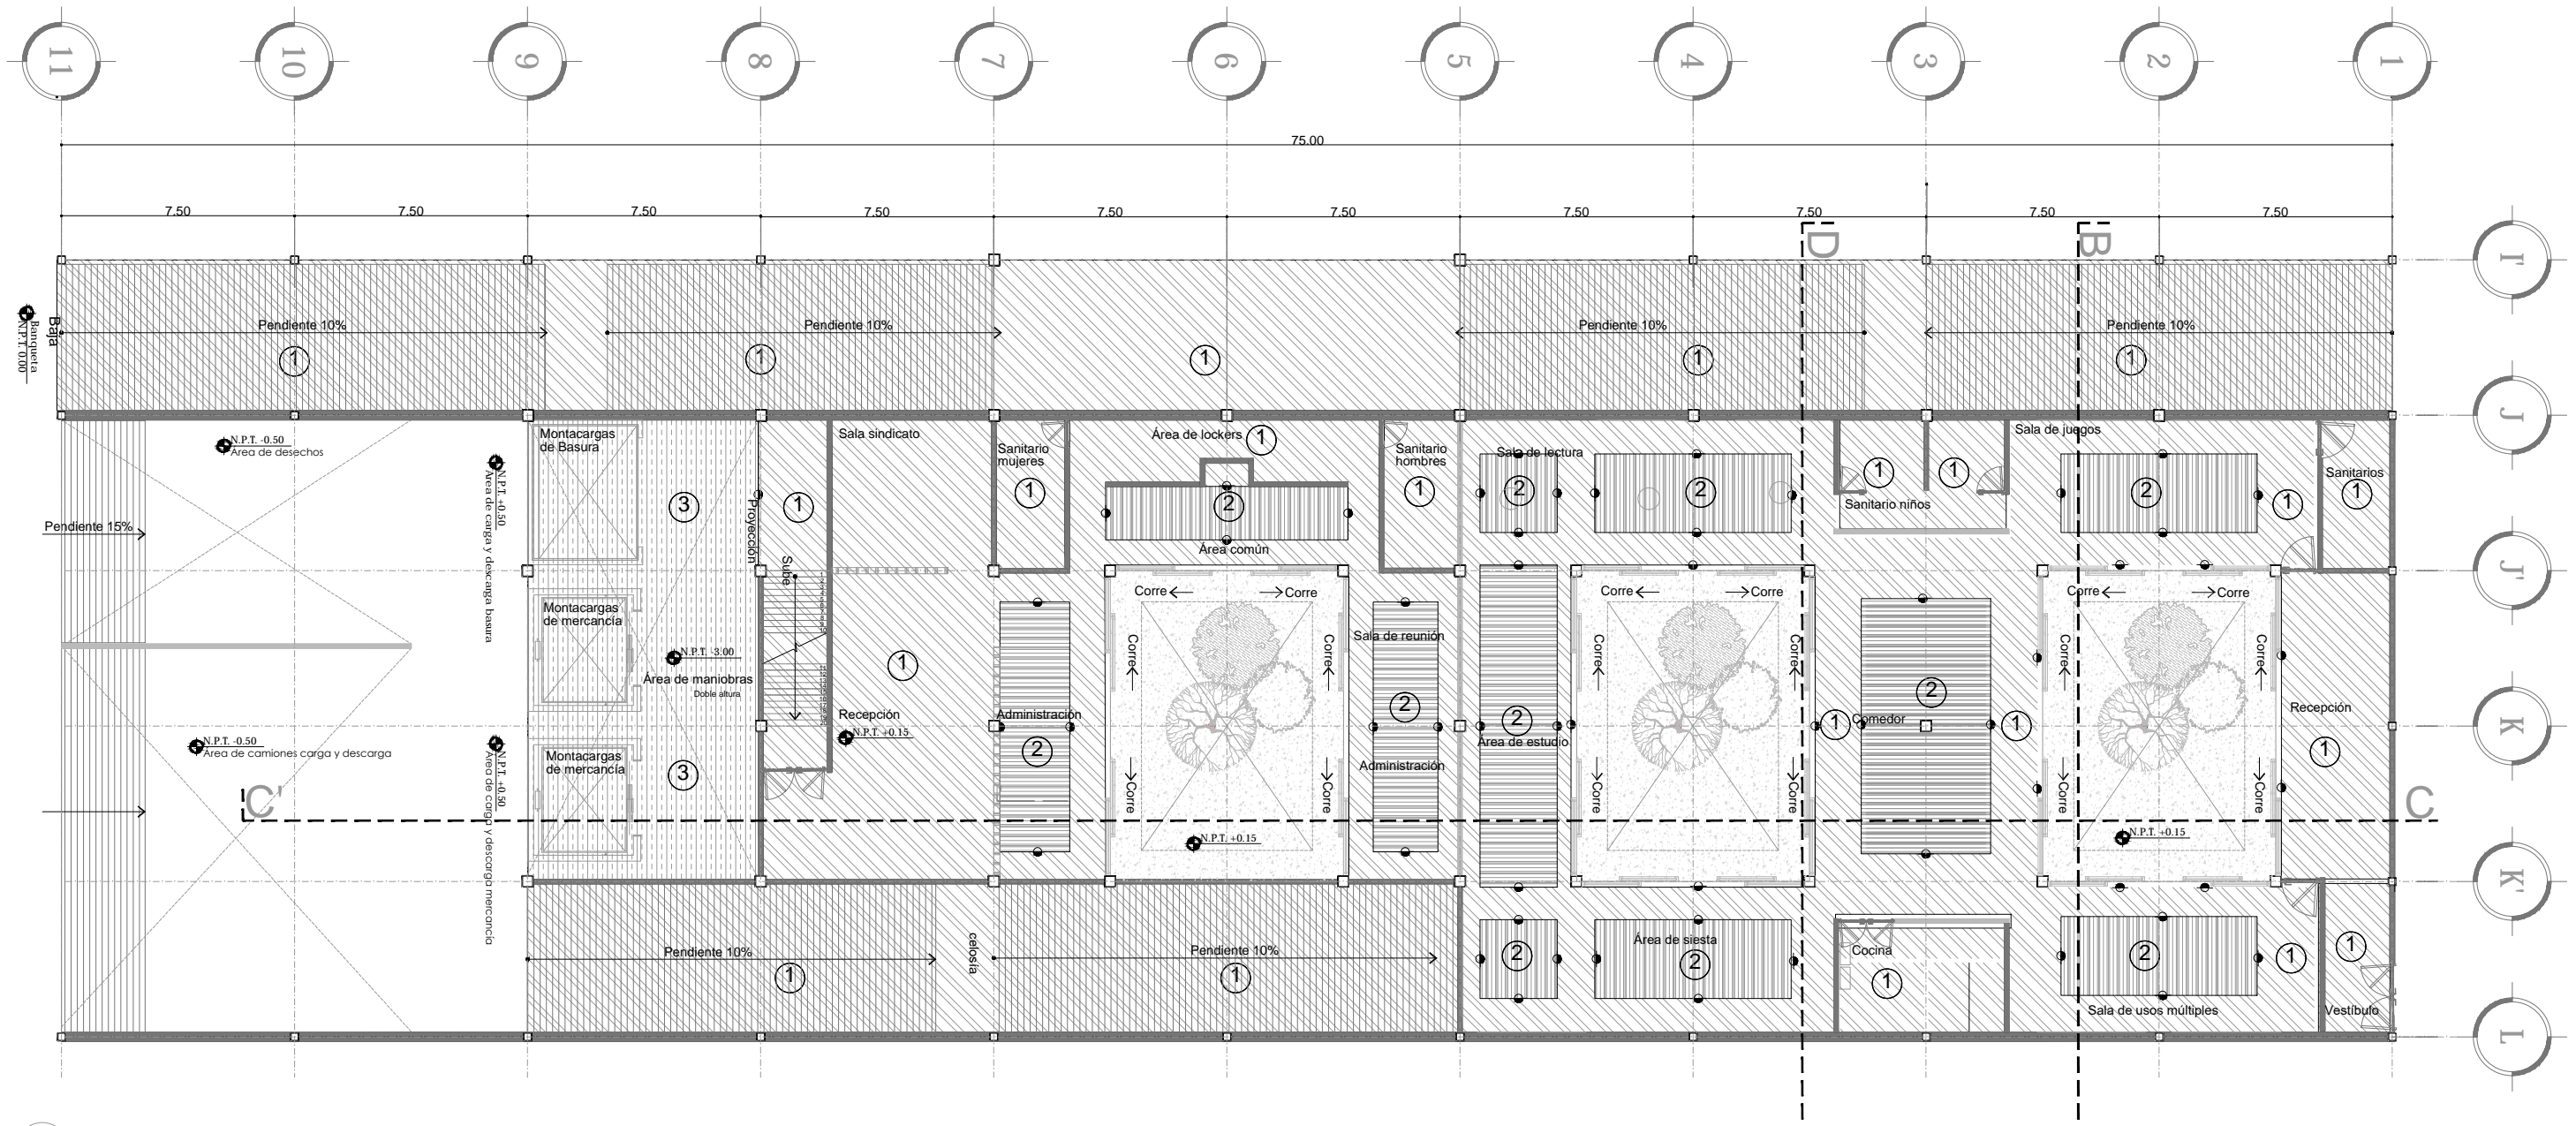 11
10
9
8
7
6
5
4
3
2
1
75.00
7.50
7.50
7.50
7.50
7.50
7.50
7.50
7.50
7.50
7.50
D
B
I'
J
J'
K
K'
L
Baja
Banqueta
N.P.T. 0.00
Pendiente 10%
1
Pendiente 10%
1
1
Pendiente 10%
1
Pendiente 10%
1
N.P.T. -0.50
Área de desechos
N.P.T. +0.50
Área de carga y descarga basura
Montacargas
de Basura
3
Proyección
1
Sala sindicato
Sanitario
mujeres
1
Área de lockers
1
2
Área común
Sanitario
hombres
1
Sala de lectura
2
2
1
1
Sanitario niños
Sala de juegos
2
1
Sanitarios
1
Pendiente 15%
Sube
Montacargas
de mercancía
N.P.T. -3.00
Área de maniobras
Doble altura
1
Recepción
N.P.T. +0.15
Administración
2
Corre
Corre
Corre
Corre
Corre
Corre
N.P.T. +0.15
Sala de reunión
2
Administración
2
Área de estudio
Corre
Corre
Corre
Corre
Corre
Corre
1
Comedor
2
1
Corre
Corre
Corre
Corre
Corre
Corre
N.P.T. +0.15
Recepción
1
N.P.T. -0.50
Área de camiones carga y descarga
N.P.T. +0.50
Área de carga y descarga mercancía
Montacargas
de mercancía
3
C'
C
Pendiente 10%
1
celosía
Pendiente 10%
1
2
Área de siesta
2
Cocina
1
2
Sala de usos múltiples
1
1
Vestíbulo